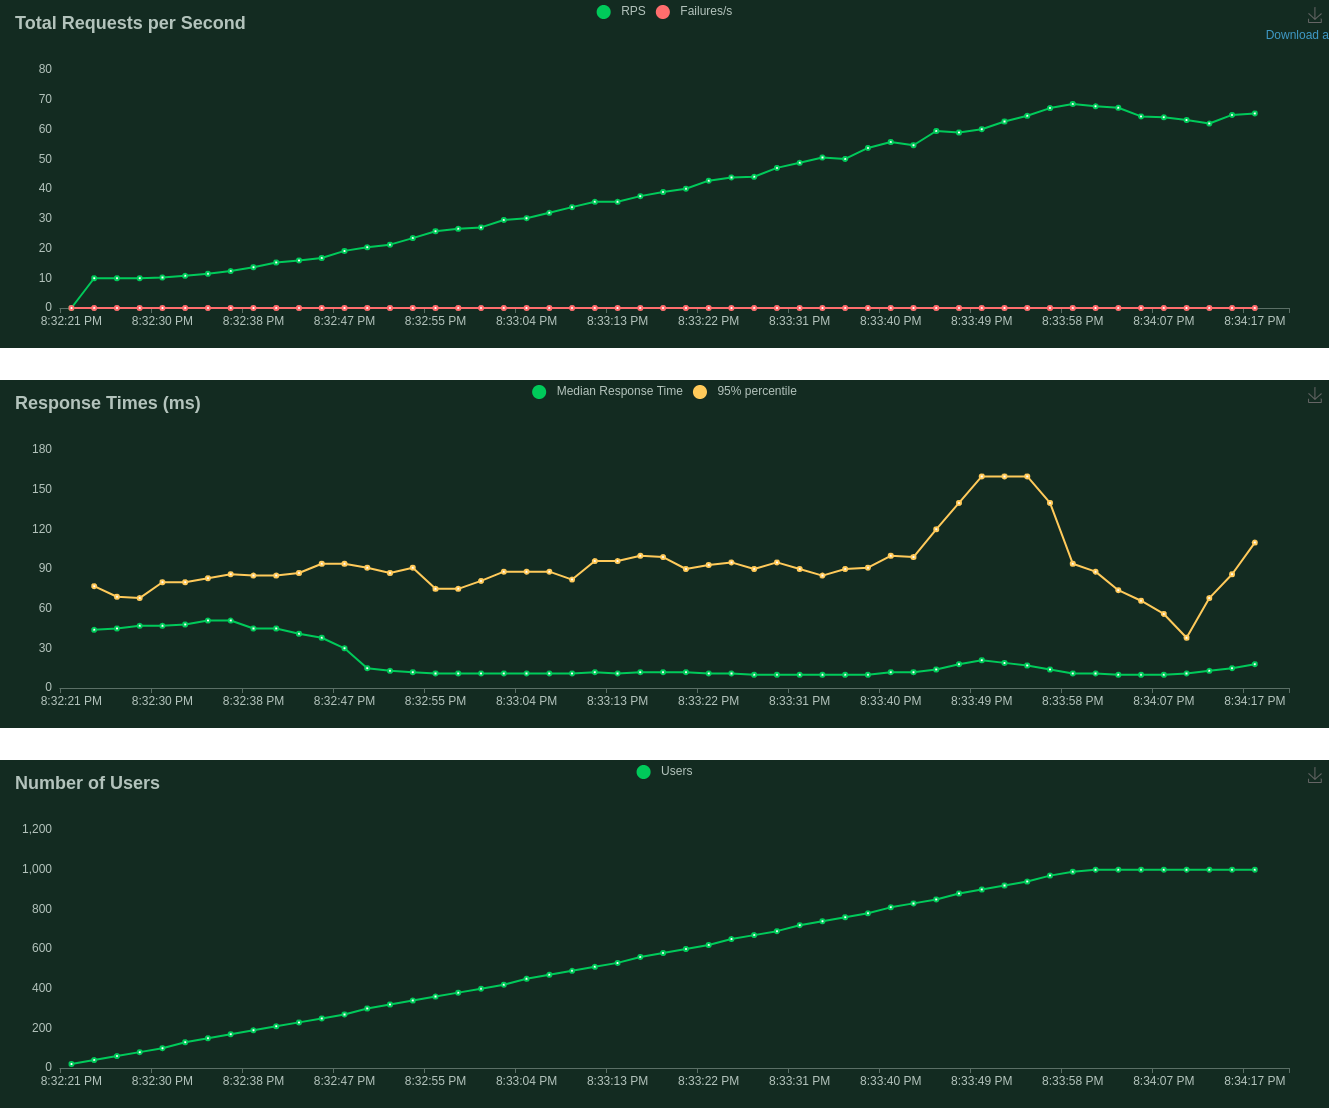 Total Requests per Second
RPS Failures/s
Download a
80
70
60
50
40
30
20
10
0
8:32:21 PM 8:32:30 PM 8:32:38 PM 8:32:47 PM 8:32:55 PM 8:33:04 PM 8:33:13 PM 8:33:22 PM 8:33:31 PM 8:33:40 PM 8:33:49 PM 8:33:58 PM 8:34:07 PM 8:34:17 PM
Response Times (ms)
Median Response Time 95% percentile
180
150
120
90
60
30
0
8:32:21 PM 8:32:30 PM 8:32:38 PM 8:32:47 PM 8:32:55 PM 8:33:04 PM 8:33:13 PM 8:33:22 PM 8:33:31 PM 8:33:40 PM 8:33:49 PM 8:33:58 PM 8:34:07 PM 8:34:17 PM
Number of Users
Users
1,200
1,000
800
600
400
200
0
8:32:21 PM 8:32:30 PM 8:32:38 PM 8:32:47 PM 8:32:55 PM 8:33:04 PM 8:33:13 PM 8:33:22 PM 8:33:31 PM 8:33:40 PM 8:33:49 PM 8:33:58 PM 8:34:07 PM 8:34:17 PM